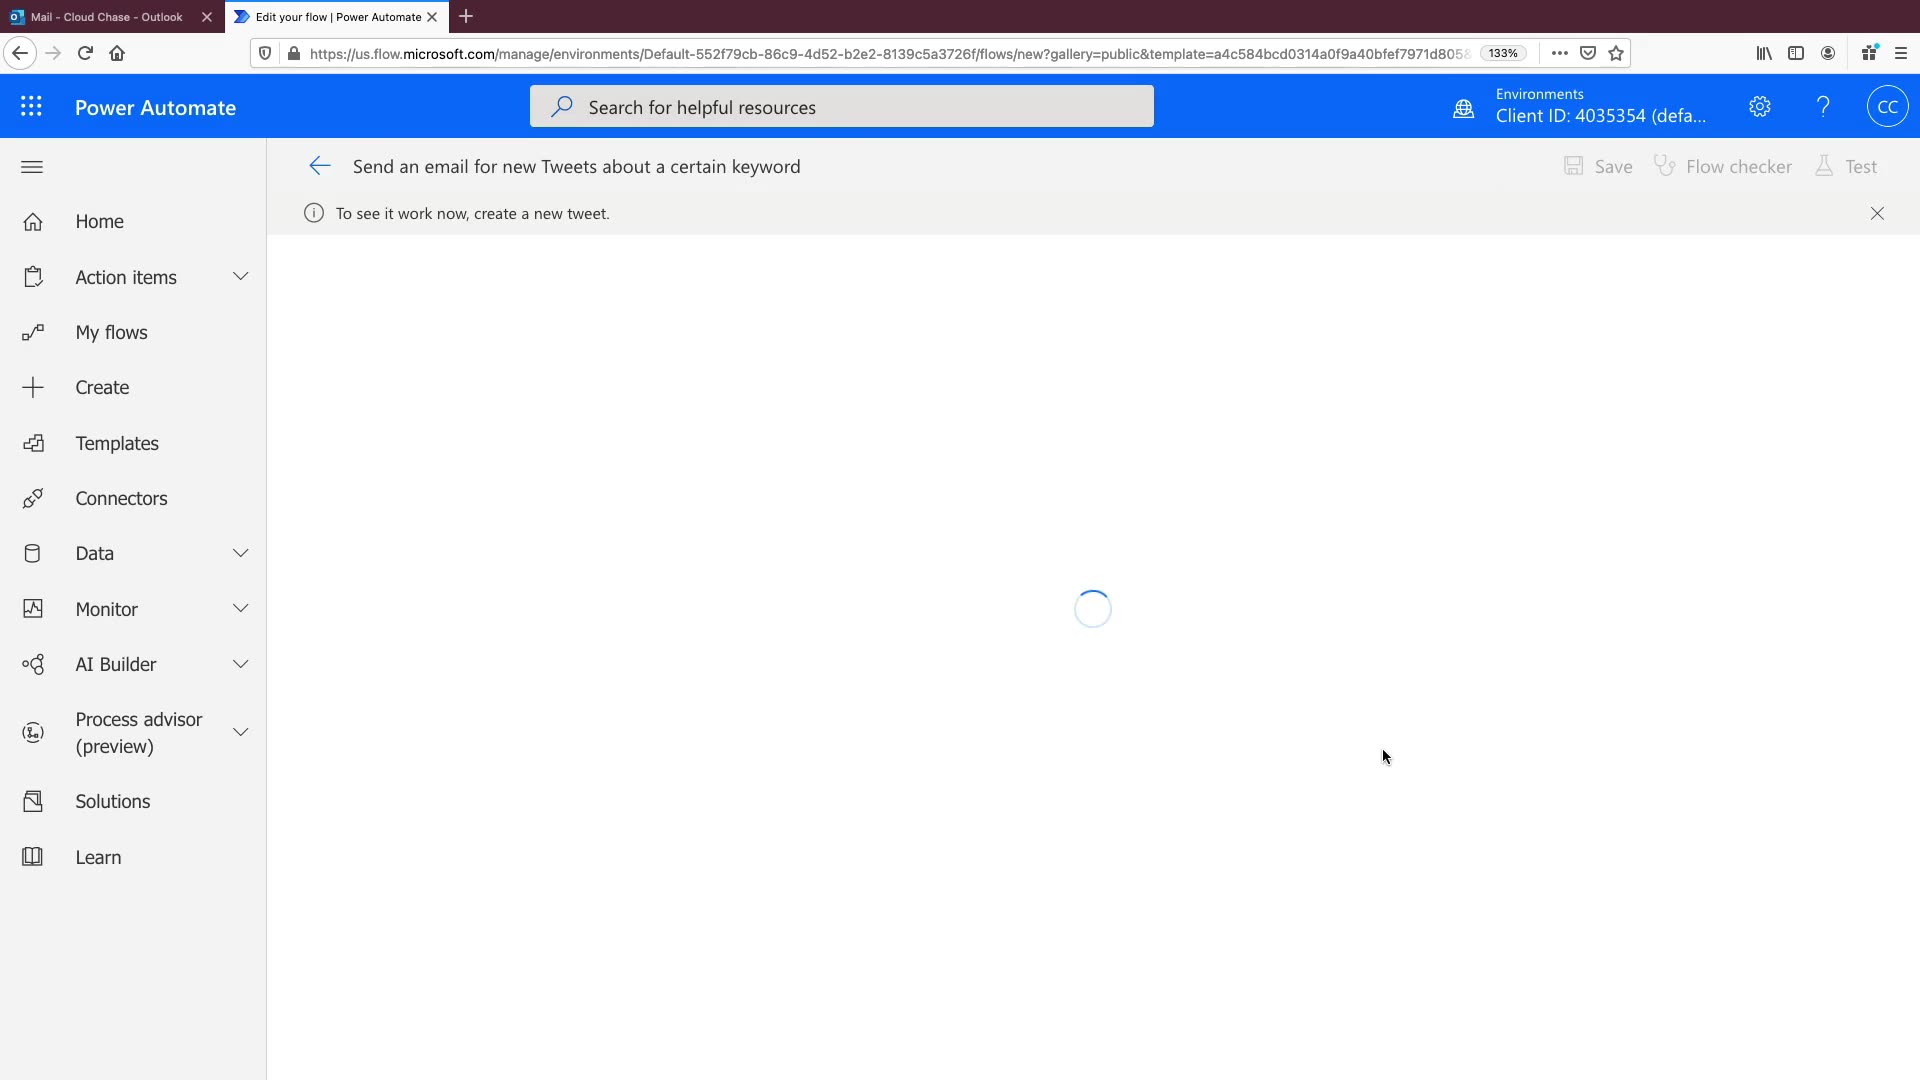 Mail - Cloud Chase - Outlook
Edit your flow | Power Automate
https://us.flow.microsoft.com/manage/environments/Default-552f79cb-86c9-4d52-b2e2-8139c5a3726f/flows/new?gallery=public&template=a4c584bcd0314a0f9a40bfef7971d805
133%
Power Automate
Search for helpful resources
Environments
Client ID: 4035354 (defa...
CC
Send an email for new Tweets about a certain keyword
Save
Flow checker
Test
To see it work now, create a new tweet.
Home
Action items
My flows
Create
Templates
Connectors
Data
Monitor
AI Builder
Process advisor
(preview)
Solutions
Learn